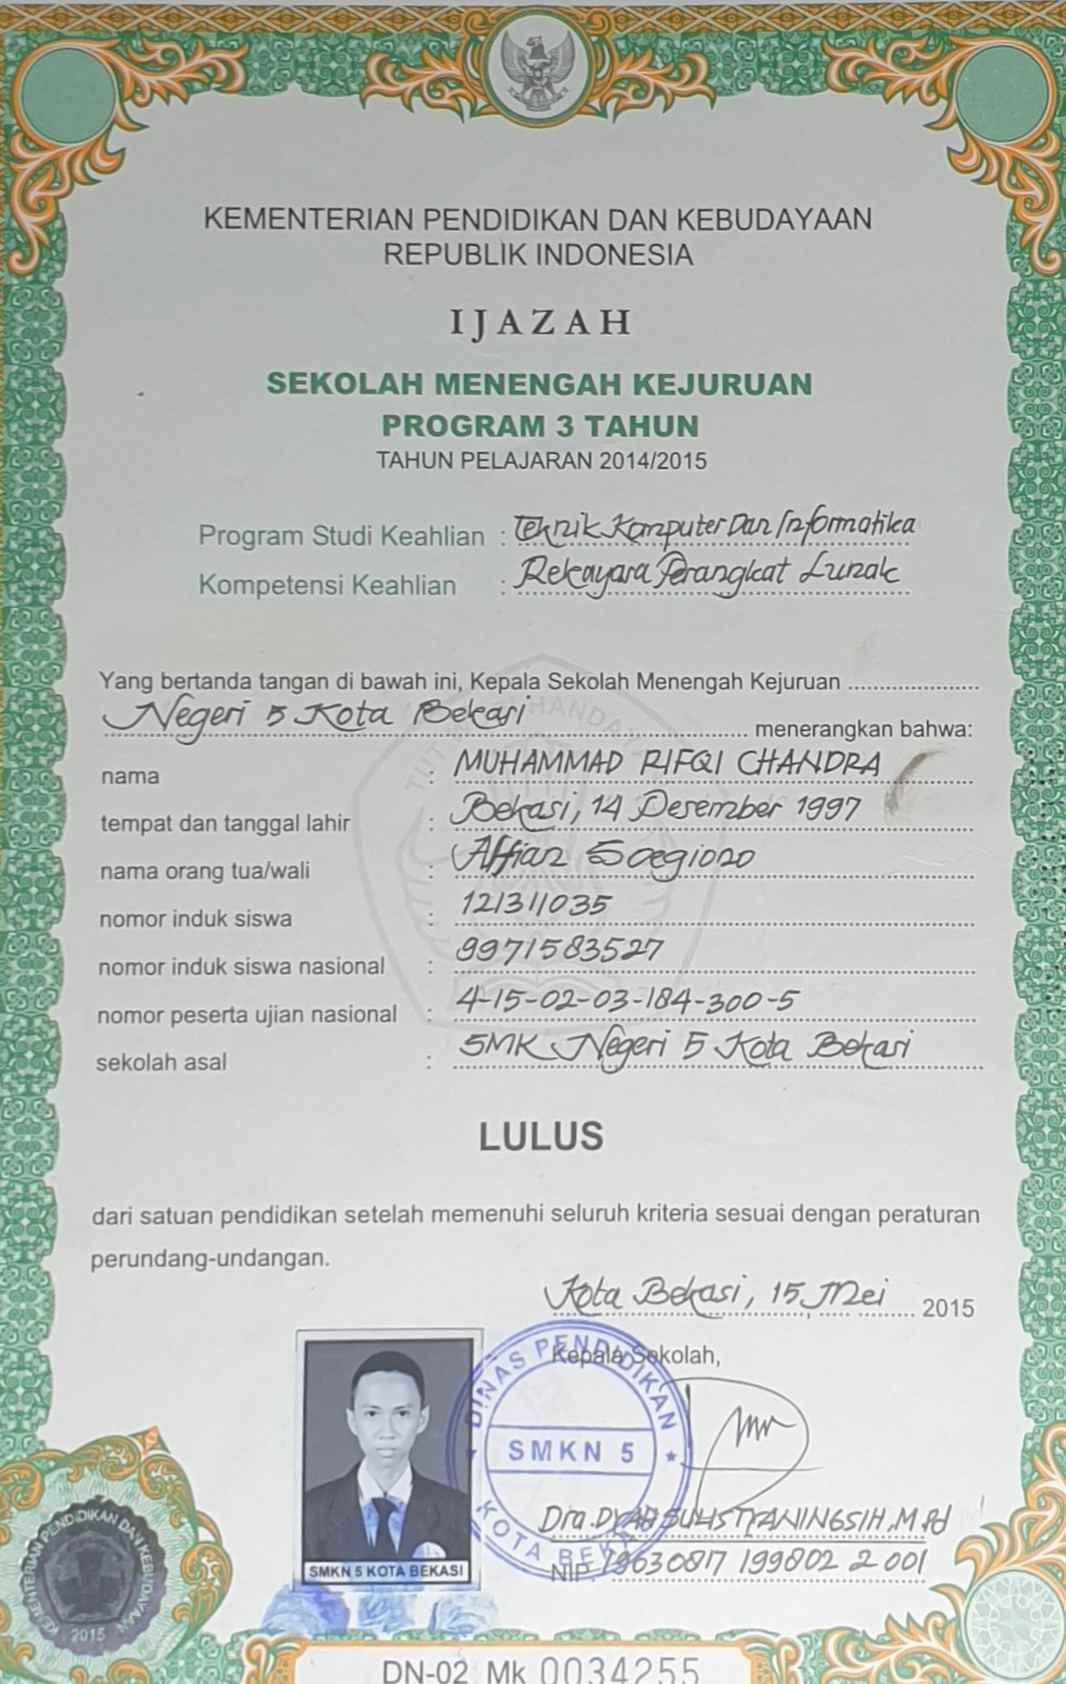 KEMENTERIAN PENDIDIKAN DAN KEBUDAYAAN
REPUBLIK INDONESIA
IJAZAH
SEKOLAH MENENGAH KEJURUAN
PROGRAM 3 TAHUN
TAHUN PELAJARAN 2014/2015
Program Studi Keahlian : Teknik Komputer Dan Informatika
Kompetensi Keahlian : Rekayasa Perangkat Lunak
Yang bertanda tangan di bawah ini, Kepala Sekolah Menengah Kejuruan
Negeri 5 Kota Bekasi menerangkan bahwa:
nama : MUHAMMAD RIFQI CHANDRA
tempat dan tanggal lahir : Bekasi, 14 Desember 1997
nama orang tua/wali : Affian Soegiono
nomor induk siswa : 121311035
nomor induk siswa nasional : 9971583527
nomor peserta ujian nasional : 4-15-02-03-184-300-5
sekolah asal : SMK Negeri 5 Kota Bekasi
LULUS
dari satuan pendidikan setelah memenuhi seluruh kriteria sesuai dengan peraturan
perundang-undangan.
Kota Bekasi, 15 Mei 2015
Kepala Sekolah,
DINAS PENDIDIKAN
SMKN 5
KOTA BEKASI
Dra. DYAH SULISTIYANINGSIH, M.Pd
NIP. 19630817 199802 2 001
SMKN 5 KOTA BEKASI
KEMENTERIAN PENDIDIKAN DAN KEBUDAYAAN
2015
DN-02 Mk 0034255